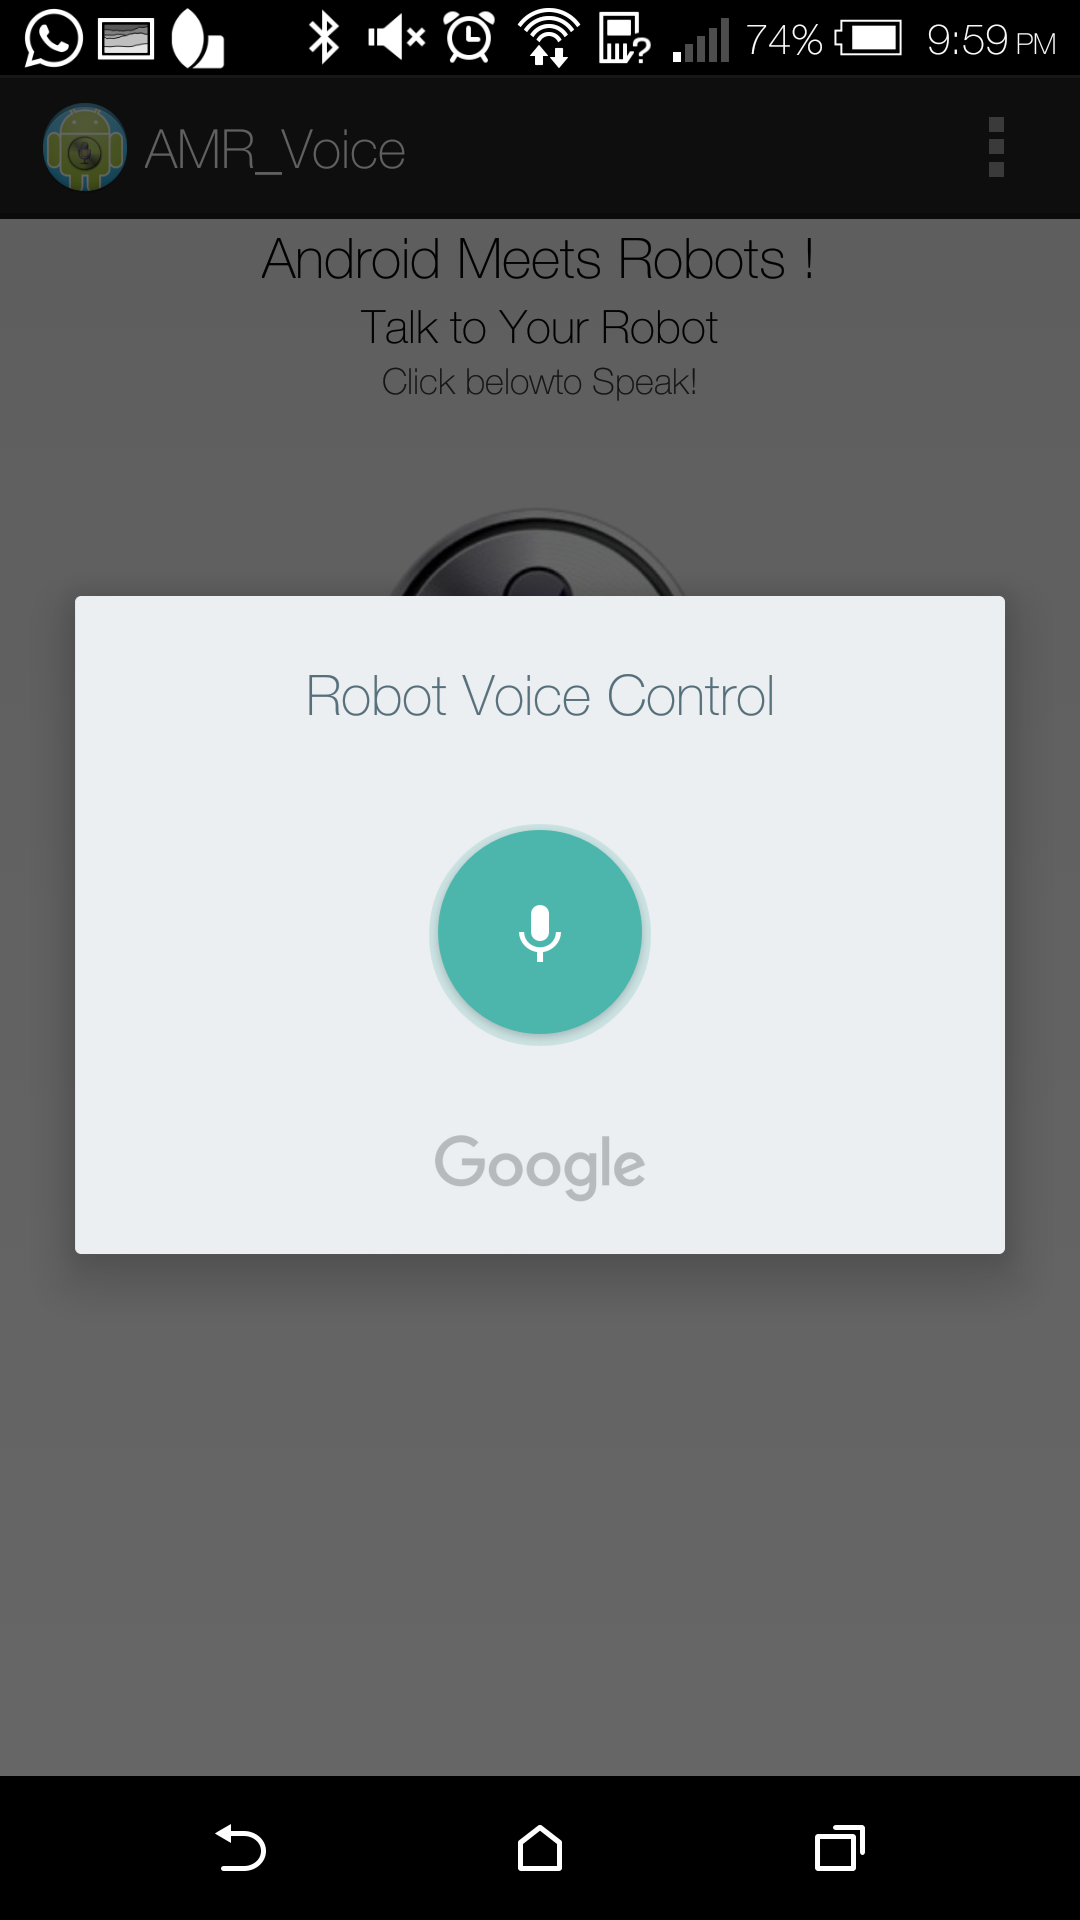 74% 9:59 PM
AMR_Voice
Android Meets Robots !
Talk to Your Robot
Click belowto Speak!
Robot Voice Control
Google